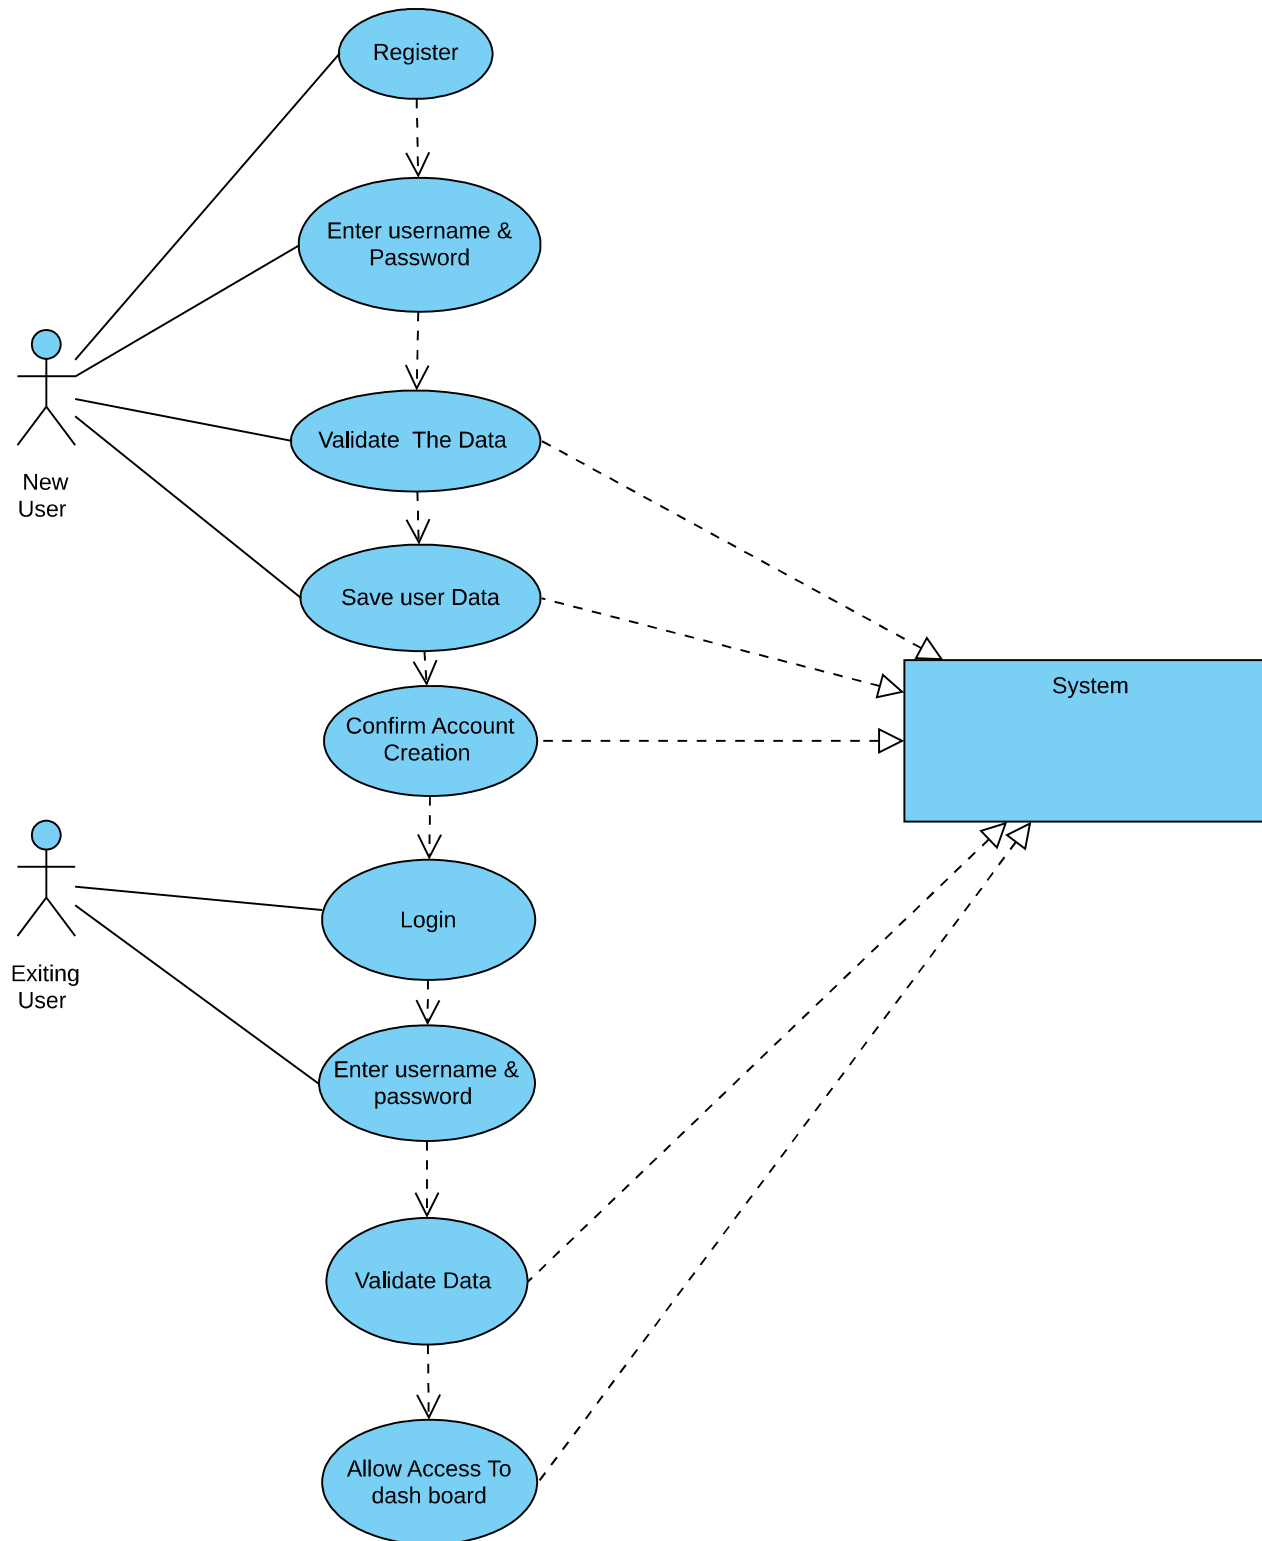 Register
Enter username &
Password
Validate  The Data
New
User
Save user Data
System
Confirm Account
Creation
Login
Exiting
User
Enter username &
password
Validate Data
Allow Access To
dash board